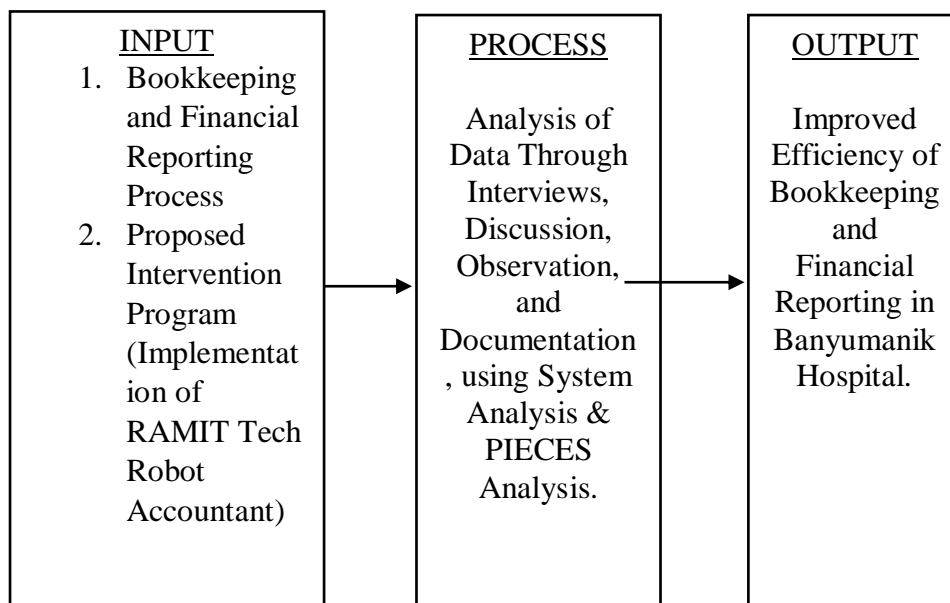 INPUT
1. Bookkeeping
and Financial
Reporting
Process
2. Proposed
Intervention
Program
(Implementat
ion of
RAMIT Tech
Robot
Accountant)
PROCESS
Analysis of
Data Through
Interviews,
Discussion,
Observation,
and
Documentation
, using System
Analysis &
PIECES
Analysis.
OUTPUT
Improved
Efficiency of
Bookkeeping
and
Financial
Reporting in
Banyumanik
Hospital.